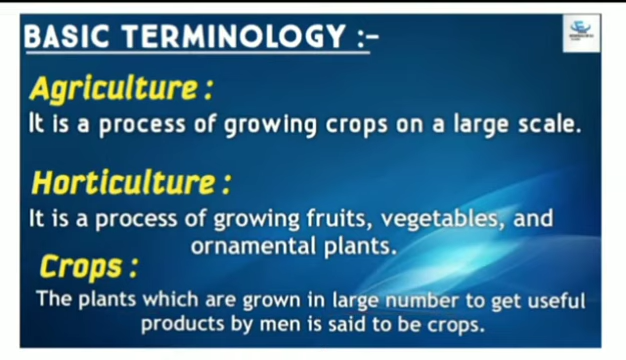 BASIC TERMINOLOGY :-
Agriculture :
It is a process of growing crops on a large scale.
Horticulture :
It is a process of growing fruits, vegetables, and
ornamental plants.
Crops :
The plants which are grown in large number to get useful
products by men is said to be crops.